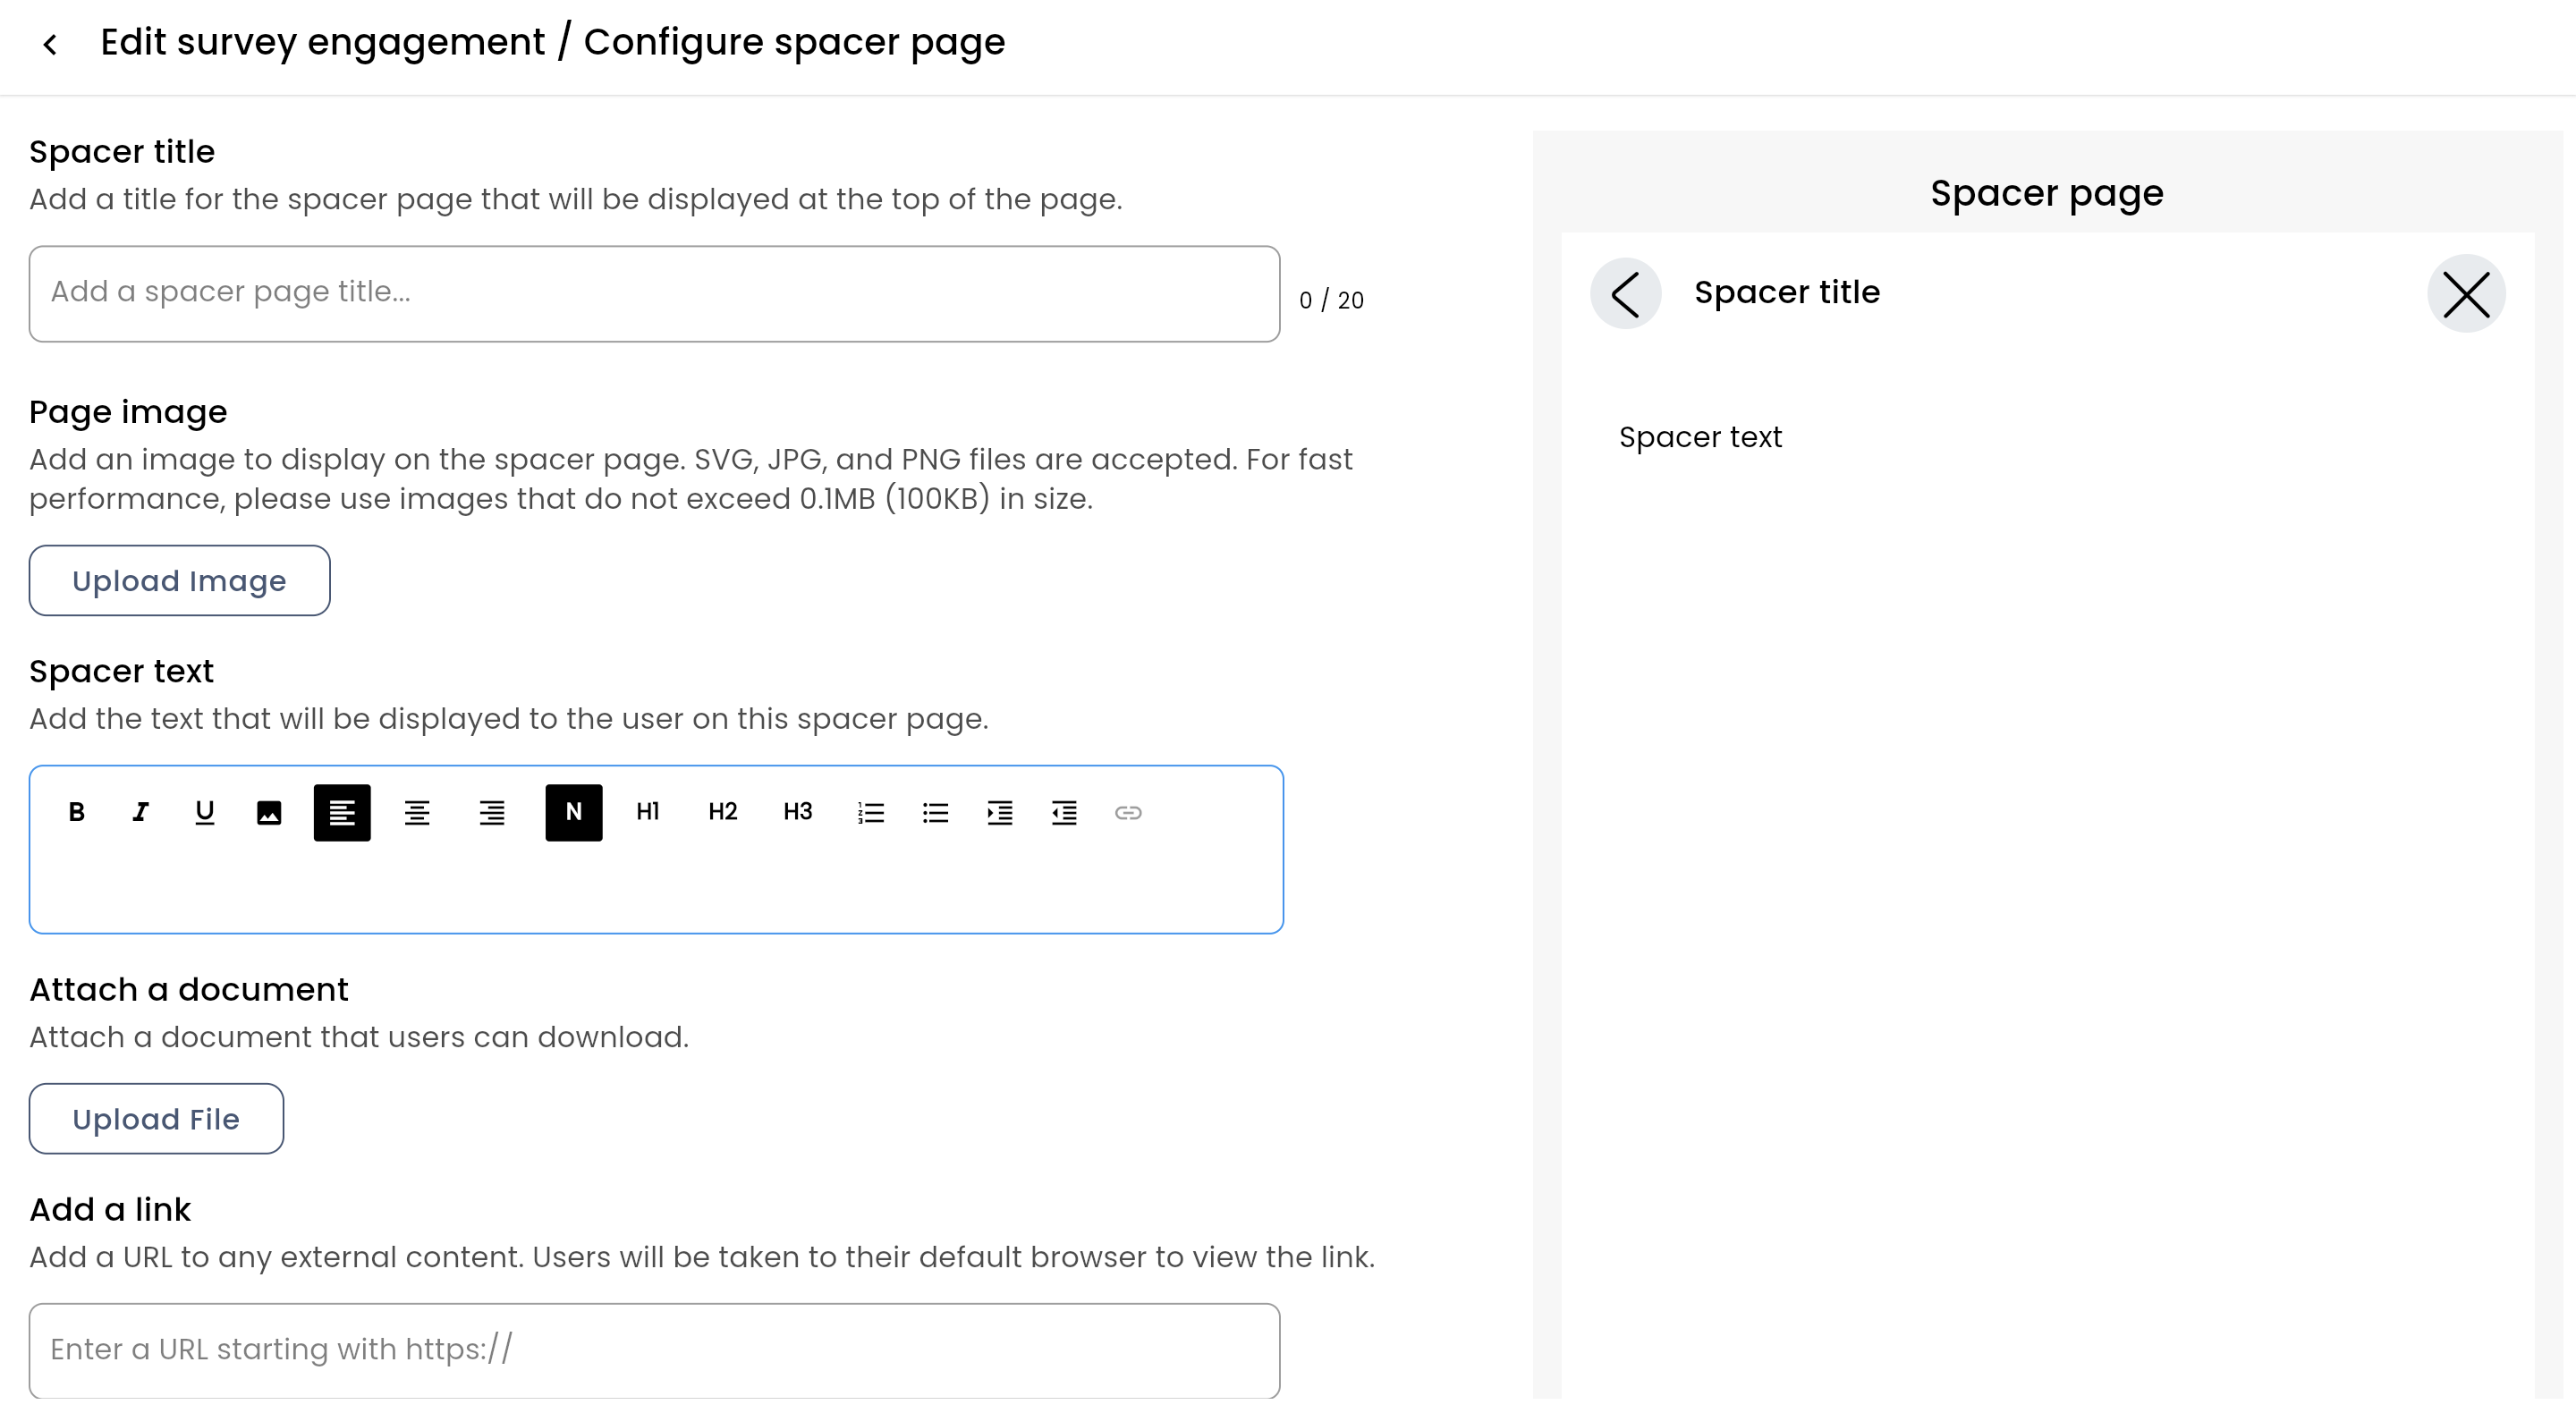 Edit survey engagement / Configure spacer page
Spacer title
Add a title for the spacer page that will be displayed at the top of the page.
Add a spacer page title...
0 / 20
Page image
Add an image to display on the spacer page. SVG, JPG, and PNG files are accepted. For fast
performance, please use images that do not exceed 0.1MB (100KB) in size.
Upload Image
Spacer text
Add the text that will be displayed to the user on this spacer page.
B I U N H1 H2 H3
Attach a document
Attach a document that users can download.
Upload File
Add a link
Add a URL to any external content. Users will be taken to their default browser to view the link.
Enter a URL starting with https://
Spacer page
Spacer title
Spacer text